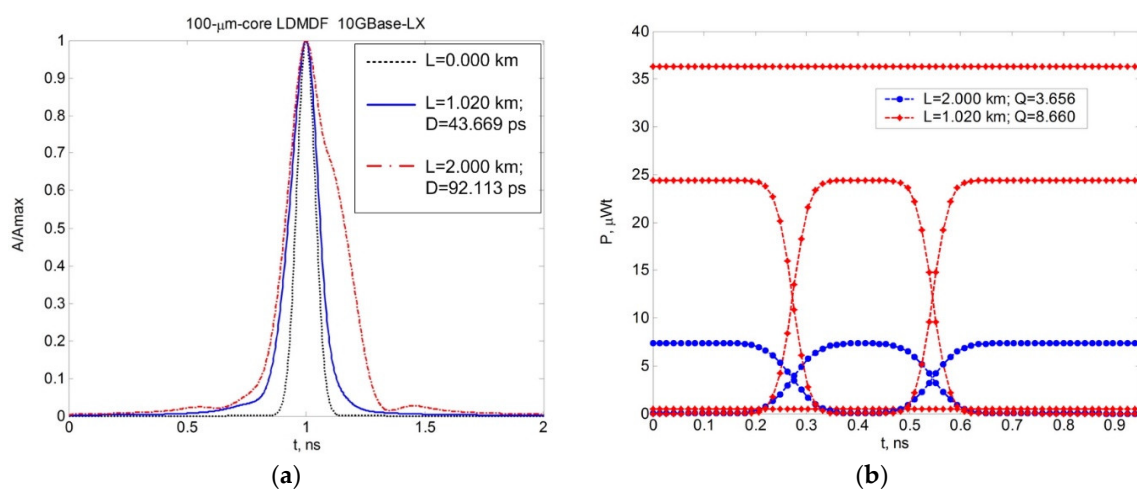 100-μm-core LDMDF 10GBase-LX
A/Amax
1
0.9
0.8
0.7
0.6
0.5
0.4
0.3
0.2
0.1
0
L=0.000 km
L=1.020 km;
D=43.669 ps
L=2.000 km;
D=92.113 ps
0 0.5 1 1.5 2
t, ns
(a)
P, μWt
40
35
30
25
20
15
10
5
0
L=2.000 km; Q=3.656
L=1.020 km; Q=8.660
0 0.1 0.2 0.3 0.4 0.5 0.6 0.7 0.8 0.9
t, ns
(b)